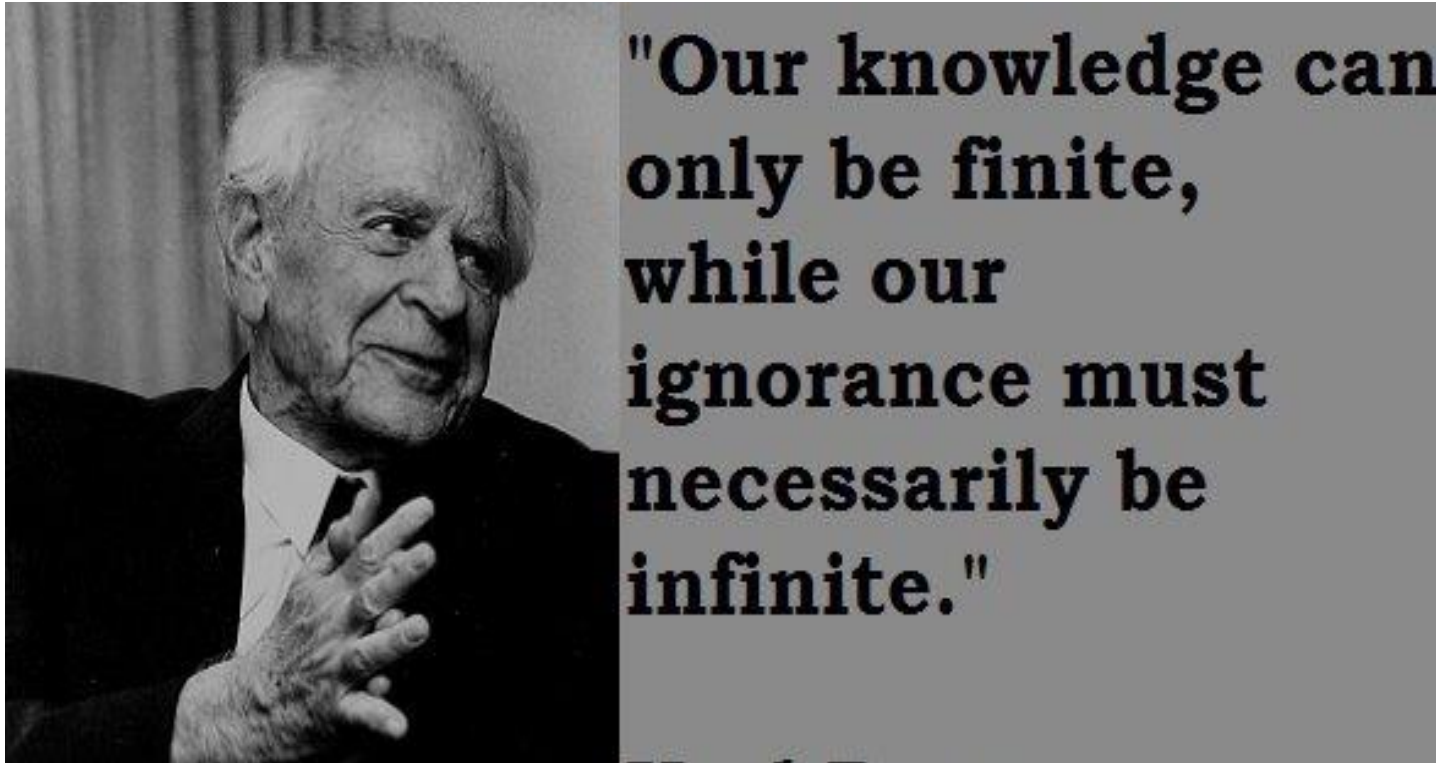 "Our knowledge can
only be finite,
while our
ignorance must
necessarily be
infinite."